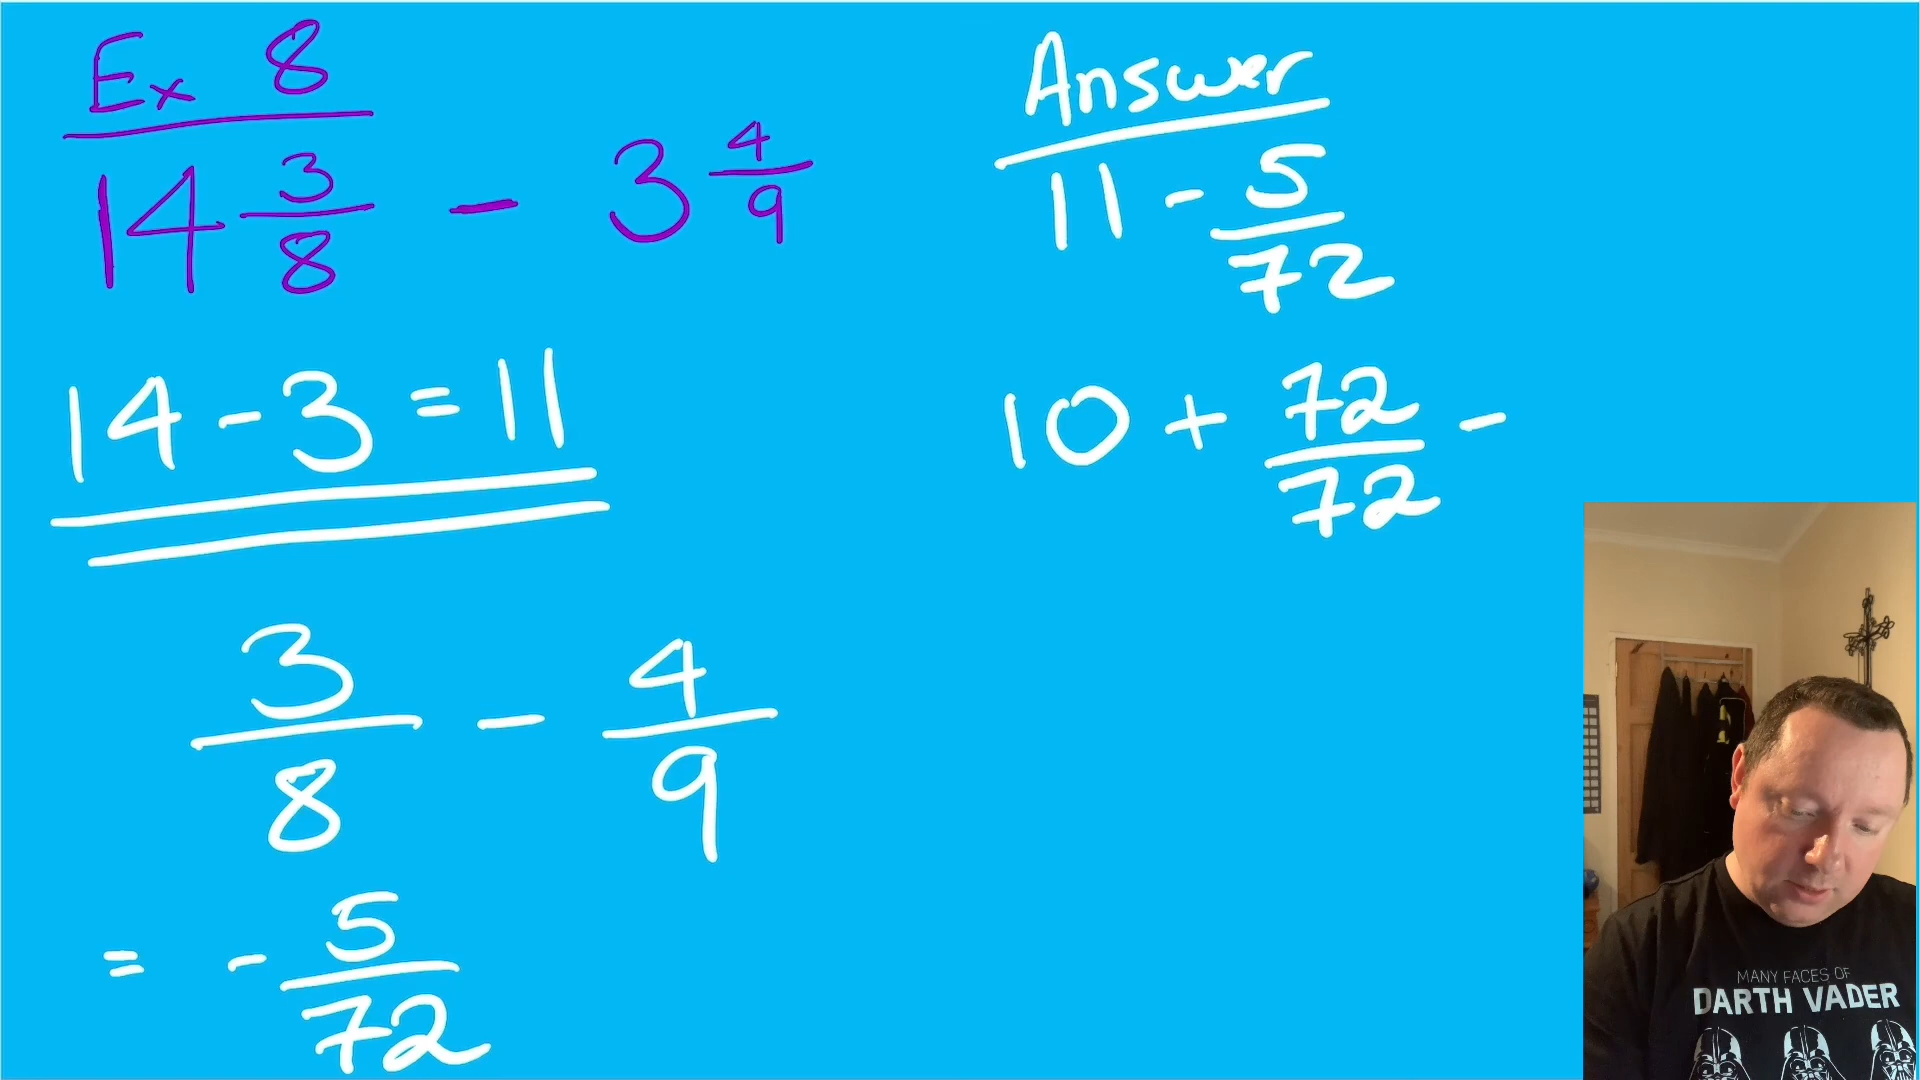 Ex 8
14 3/8 - 3 4/9
14 - 3 = 11
3/8 - 4/9
= - 5/72
Answer
11 - 5/72
10 + 72/72 -
MANY FACES OF
DARTH VADER